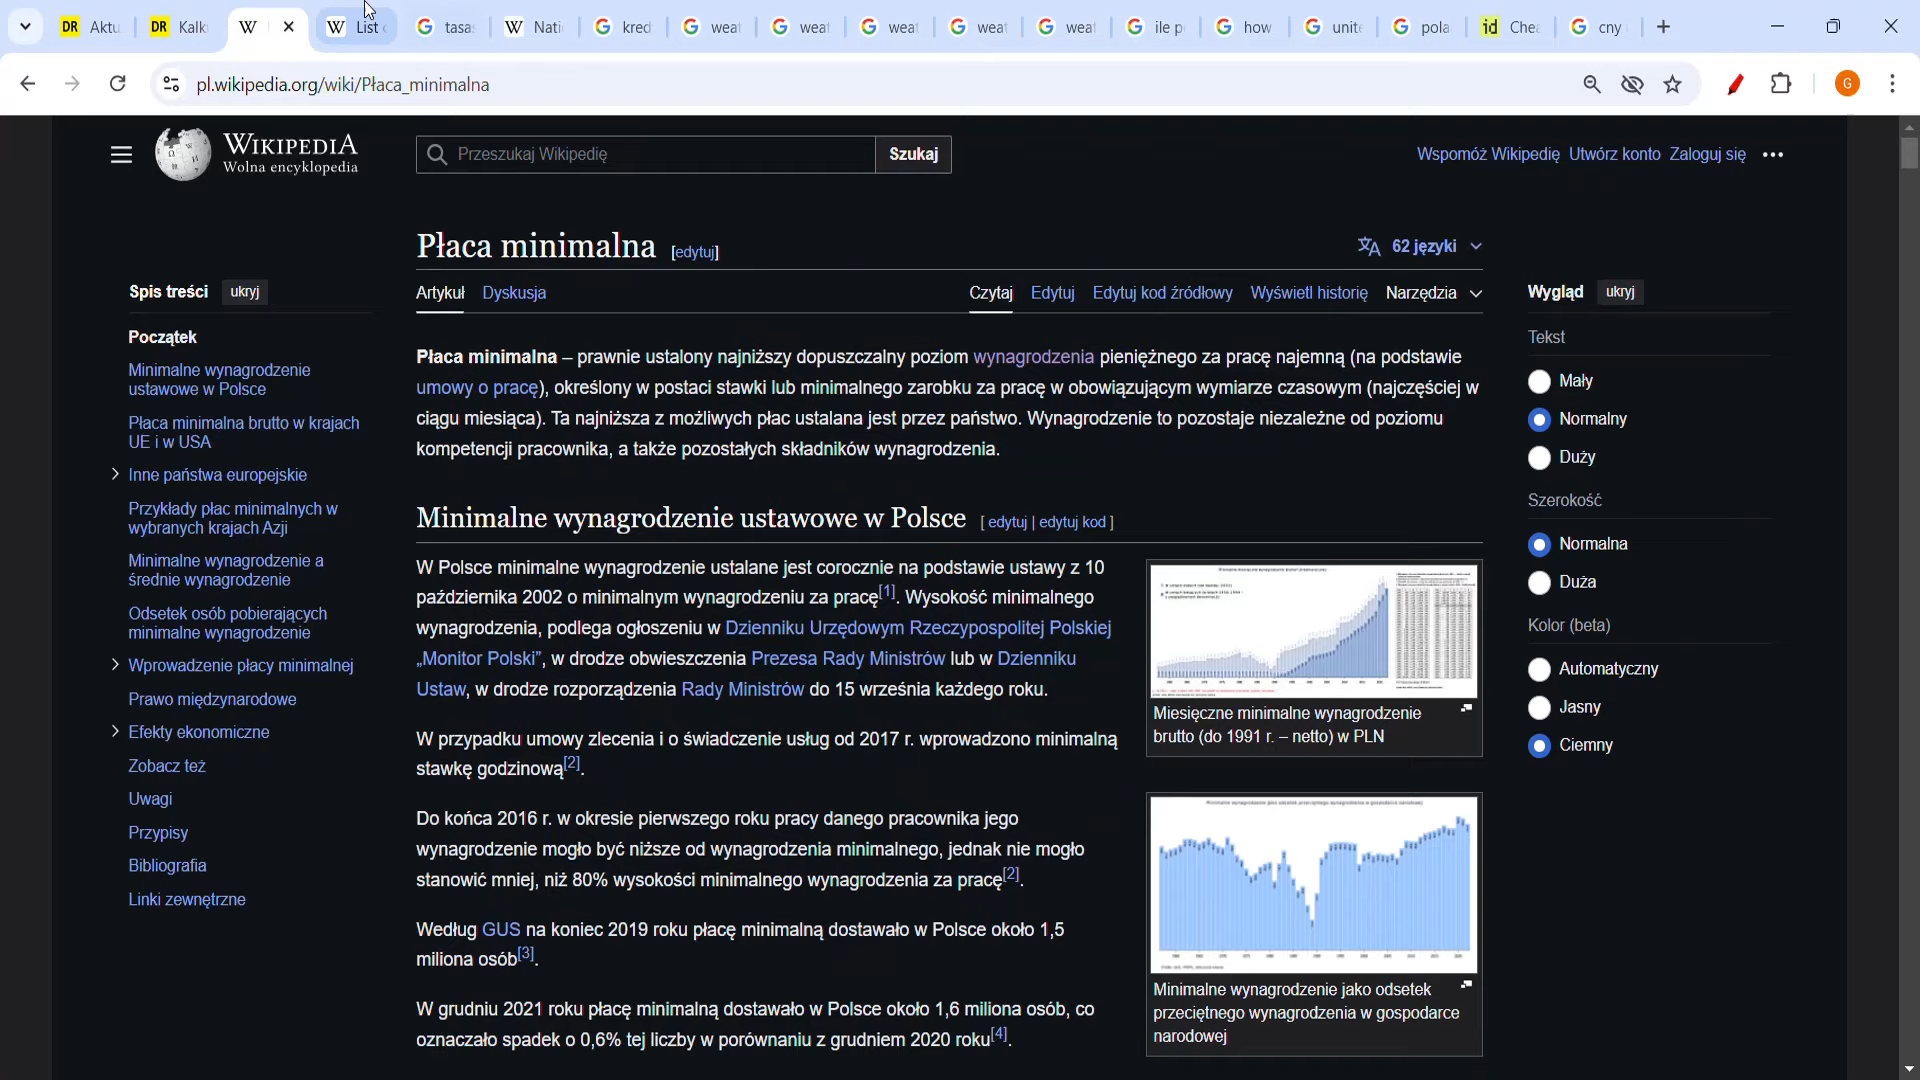 Aktu
Kalk
List
tasa
Nati
kred
weat
weat
weat
weat
weat
ile p
how
unit
pola
Chea
cny
pl.wikipedia.org/wiki/Płaca_minimalna
G
WIKIPEDIA
Wolna encyklopedia
Przeszukaj Wikipedię
Szukaj
Wspomóż Wikipedię Utwórz konto Zaloguj się
Płaca minimalna [edytuj]
62 języki
Artykuł Dyskusja
Czytaj Edytuj Edytuj kod źródłowy Wyświetl historię Narzędzia
Spis treści ukryj
Początek
Minimalne wynagrodzenie
ustawowe w Polsce
Płaca minimalna brutto w krajach
UE i w USA
Inne państwa europejskie
Przykłady płac minimalnych w
wybranych krajach Azji
Minimalne wynagrodzenie a
średnie wynagrodzenie
Odsetek osób pobierających
minimalne wynagrodzenie
Wprowadzenie płacy minimalnej
Prawo międzynarodowe
Efekty ekonomiczne
Zobacz też
Uwagi
Przypisy
Bibliografia
Linki zewnętrzne
Płaca minimalna – prawnie ustalony najniższy dopuszczalny poziom wynagrodzenia pieniężnego za pracę najemną (na podstawie
umowy o pracę), określony w postaci stawki lub minimalnego zarobku za pracę w obowiązującym wymiarze czasowym (najczęściej w
ciągu miesiąca). Ta najniższa z możliwych płac ustalana jest przez państwo. Wynagrodzenie to pozostaje niezależne od poziomu
kompetencji pracownika, a także pozostałych składników wynagrodzenia.
Minimalne wynagrodzenie ustawowe w Polsce [ edytuj | edytuj kod ]
W Polsce minimalne wynagrodzenie ustalane jest corocznie na podstawie ustawy z 10
października 2002 o minimalnym wynagrodzeniu za pracę[1]. Wysokość minimalnego
wynagrodzenia, podlega ogłoszeniu w Dzienniku Urzędowym Rzeczypospolitej Polskiej
„Monitor Polski”, w drodze obwieszczenia Prezesa Rady Ministrów lub w Dzienniku
Ustaw, w drodze rozporządzenia Rady Ministrów do 15 września każdego roku.
W przypadku umowy zlecenia i o świadczenie usług od 2017 r. wprowadzono minimalną
stawkę godzinową[2].
Do końca 2016 r. w okresie pierwszego roku pracy danego pracownika jego
wynagrodzenie mogło być niższe od wynagrodzenia minimalnego, jednak nie mogło
stanowić mniej, niż 80% wysokości minimalnego wynagrodzenia za pracę[2].
Według GUS na koniec 2019 roku płacę minimalną dostawało w Polsce około 1,5
miliona osób[3].
W grudniu 2021 roku płacę minimalną dostawało w Polsce około 1,6 miliona osób, co
oznaczało spadek o 0,6% tej liczby w porównaniu z grudniem 2020 roku[4].
Miesięczne minimalne wynagrodzenie
brutto (do 1991 r. – netto) w PLN
Minimalne wynagrodzenie jako odsetek
przeciętnego wynagrodzenia w gospodarce
narodowej
Wygląd ukryj
Tekst
Mały
Normalny
Duży
Szerokość
Normalna
Duża
Kolor (beta)
Automatyczny
Jasny
Ciemny